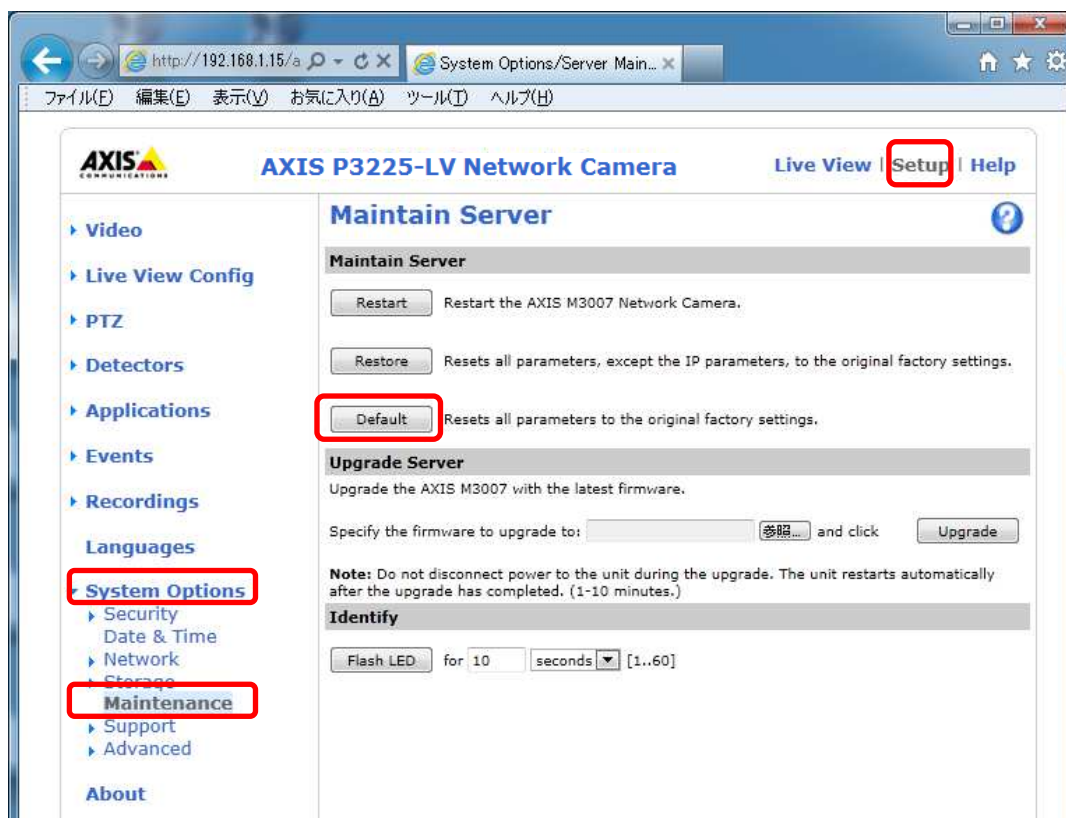 http://192.168.1.15/a
System Options/Server Main...
ファイル(F) 編集(E) 表示(V) お気に入り(A) ツール(T) ヘルプ(H)
AXIS
COMMUNICATIONS
AXIS P3225-LV Network Camera
Live View | Setup | Help
Video
Live View Config
PTZ
Detectors
Applications
Events
Recordings
Languages
System Options
Security
Date & Time
Network
Storage
Maintenance
Support
Advanced
About
Maintain Server
Maintain Server
Restart Restart the AXIS M3007 Network Camera.
Restore Resets all parameters, except the IP parameters, to the original factory settings.
Default Resets all parameters to the original factory settings.
Upgrade Server
Upgrade the AXIS M3007 with the latest firmware.
Specify the firmware to upgrade to: 参照... and click Upgrade
Note: Do not disconnect power to the unit during the upgrade. The unit restarts automatically
after the upgrade has completed. (1-10 minutes.)
Identify
Flash LED for 10 seconds [1..60]